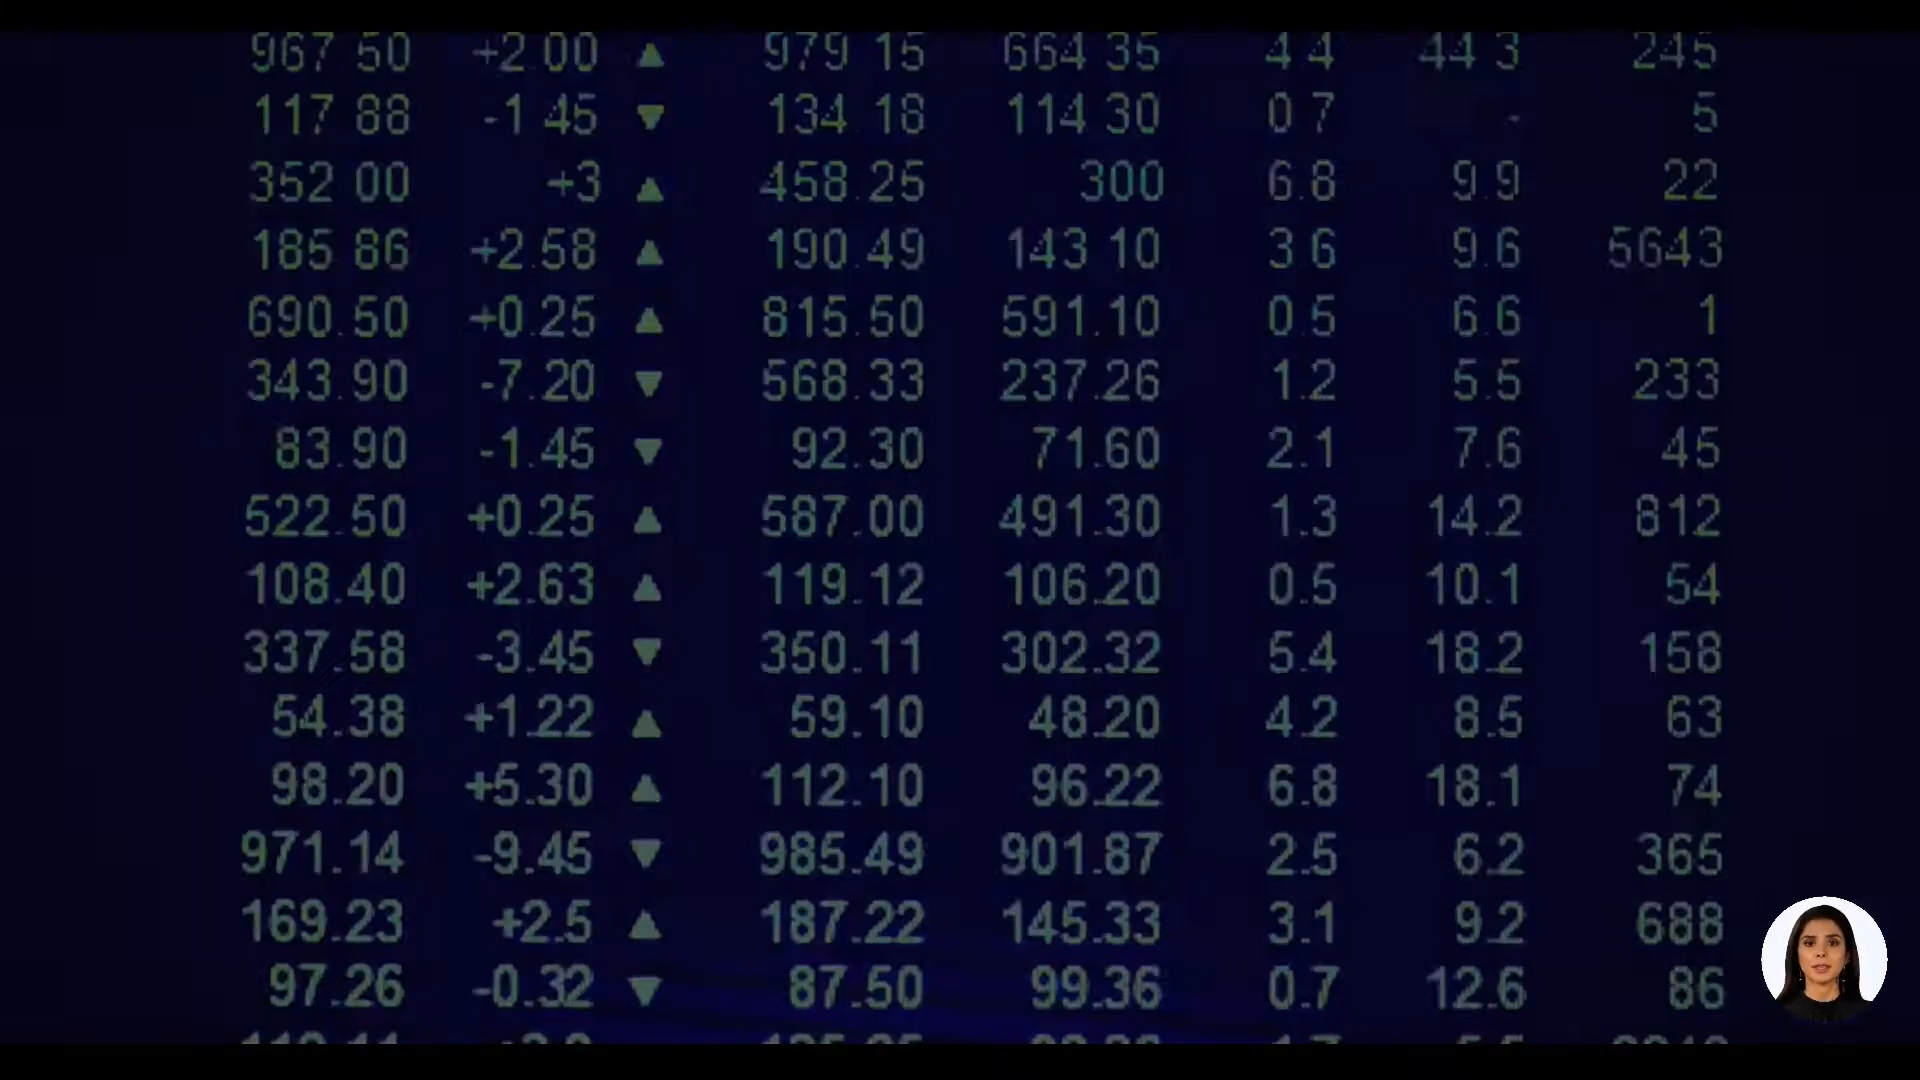 967 50 +2 00 ▲ 979 15 664 35 4 4 44 3 245
117 88 -1 45 ▼ 134 18 114 30 0 7 - 5
352 00 +3 ▲ 458.25 300 6.8 9.9 22
185 86 +2.58 ▲ 190.49 143 10 3 6 9.6 5643
690.50 +0.25 ▲ 815.50 591.10 0.5 6.6 1
343.90 -7.20 ▼ 568.33 237.26 1.2 5.5 233
83.90 -1.45 ▼ 92.30 71.60 2.1 7.6 45
522.50 +0.25 ▲ 587.00 491.30 1.3 14.2 812
108.40 +2.63 ▲ 119.12 106.20 0.5 10.1 54
337.58 -3.45 ▼ 350.11 302.32 5.4 18.2 158
54.38 +1.22 ▲ 59.10 48.20 4.2 8.5 63
98.20 +5.30 ▲ 112.10 96.22 6.8 18.1 74
971.14 -9.45 ▼ 985.49 901.87 2.5 6.2 365
169.23 +2.5 ▲ 187.22 145.33 3.1 9.2 688
97.26 -0.32 ▼ 87.50 99.36 0.7 12.6 86